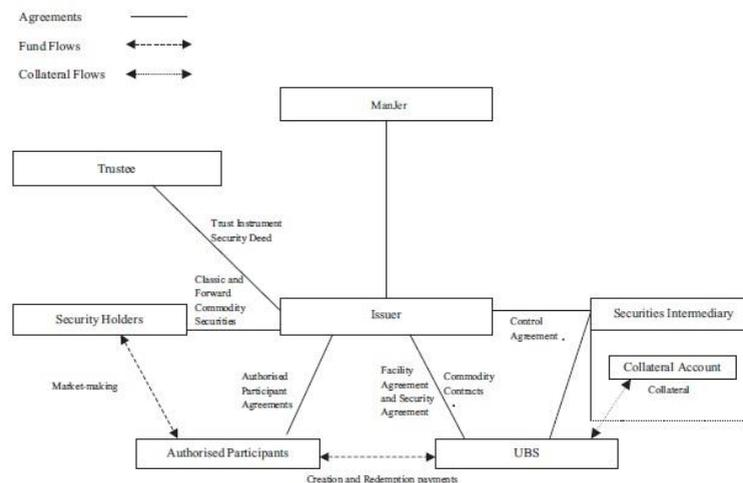 Agreements
Fund Flows
Collateral Flows
ManJer
Trustee
Trust Instrument
Security Deed
Classic and
Forward
Commodity
Securities
Security Holders
Issuer
Securities Intermediary
Control
Agreement
Collateral Account
Collateral
Market-making
Authorised
Participant
Agreements
Facility
Agreement
and Security
Agreement
Commodity
Contracts
Authorised Participants
UBS
Creation and Redemption payments